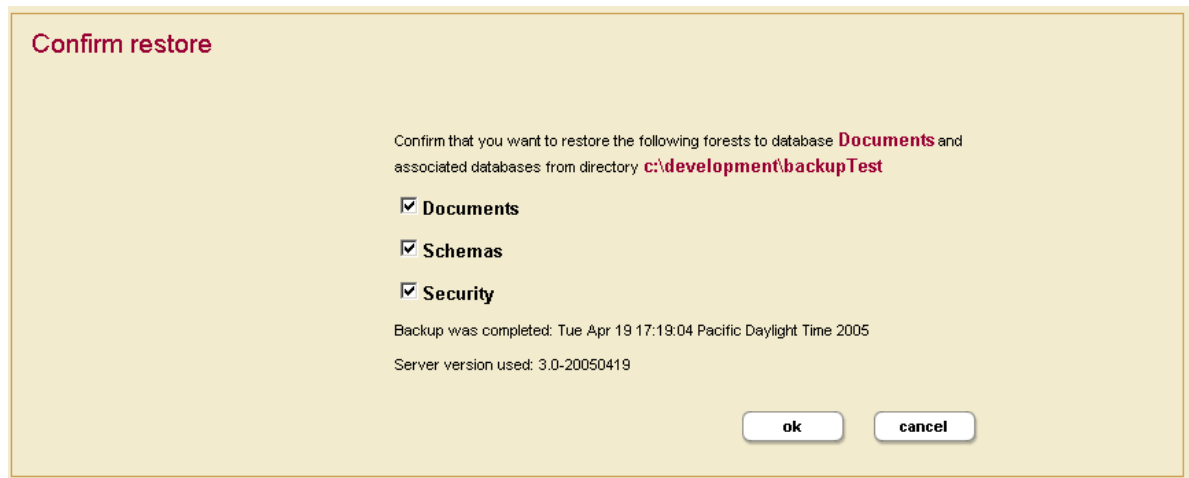 Confirm restore
Confirm that you want to restore the following forests to database Documents and
associated databases from directory c:\development\backupTest
Documents
Schemas
Security
Backup was completed: Tue Apr 19 17:19:04 Pacific Daylight Time 2005
Server version used: 3.0-20050419
ok cancel